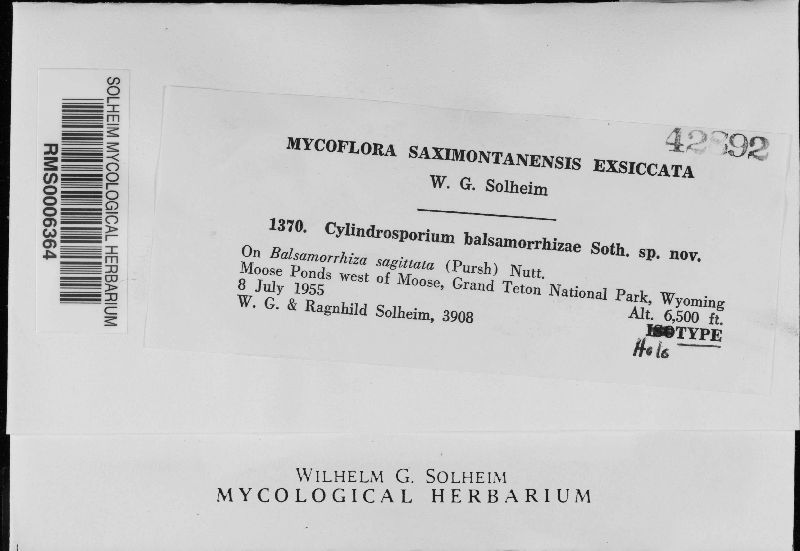 SOLHEIM MYCOLOGICAL HERBARIUM
RMS0006364
MYCOFLORA SAXIMONTANENSIS EXSICCATA
W. G. Solheim
1370. Cylindrosporium balsamorrhizae Soth. sp. nov.
On Balsamorrhiza sagittata (Pursh) Nutt.
Moose Ponds west of Moose, Grand Teton National Park, Wyoming
8 July 1955 Alt. 6,500 ft.
W. G. & Ragnhild Solheim, 3908
ISOTYPE
Holo
WILHELM G. SOLHEIM
MYCOLOGICAL HERBARIUM